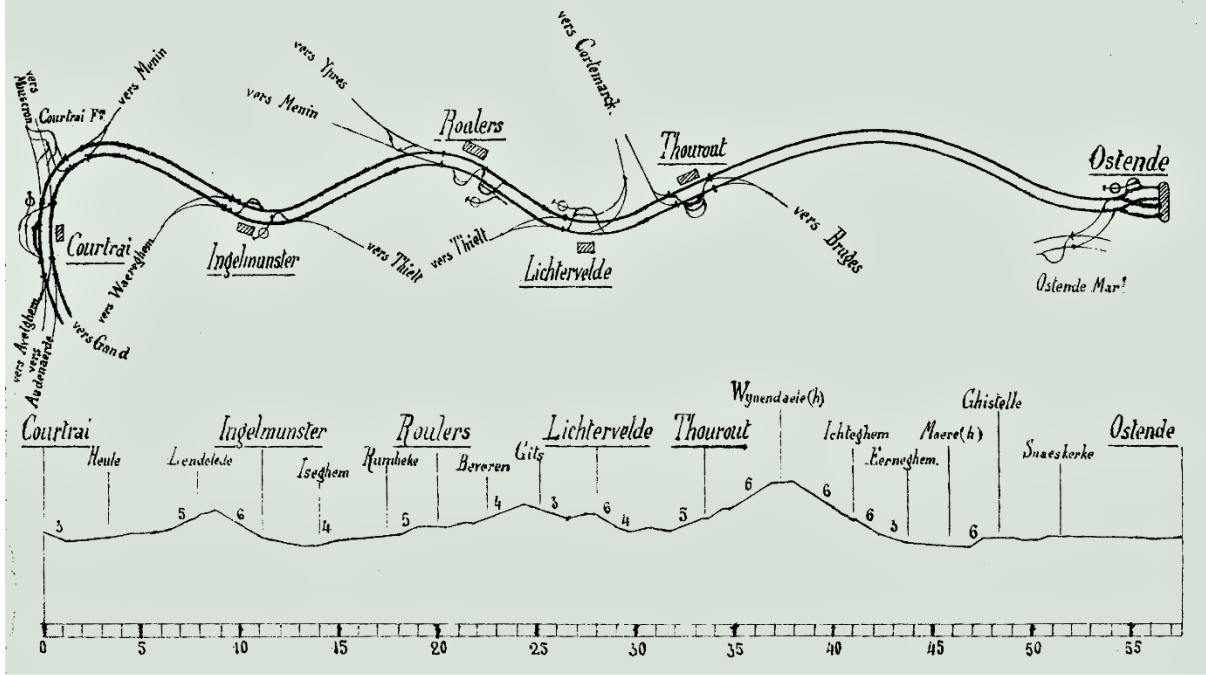 vers Mouscron
Courtrai Fᵗˢ
vers Menin
vers Ypres
vers Menin
Roulers
vers Cortemarck.
Thourout
Ostende
Courtrai
vers Waereghem
Ingelmunster
vers Thielt
vers Thielt
Lichtervelde
vers Bruges
Ostende Marᵉ
vers Avelghem
vers Audenaerde
vers Gand
Wynendaele(h)
Ghistelle
Courtrai
Ingelmunster
Roulers
Lichtervelde
Thourout
Ichteghem
Moere(h)
Ostende
Heule
Lendelede
Iseghem
Rumbeke
Beveren
Gits
Eerneghem.
Snaeskerke
3 5 6 4 5 4 3 6 4 5 6 6 6 3 6
0 5 10 15 20 25 30 35 40 45 50 55